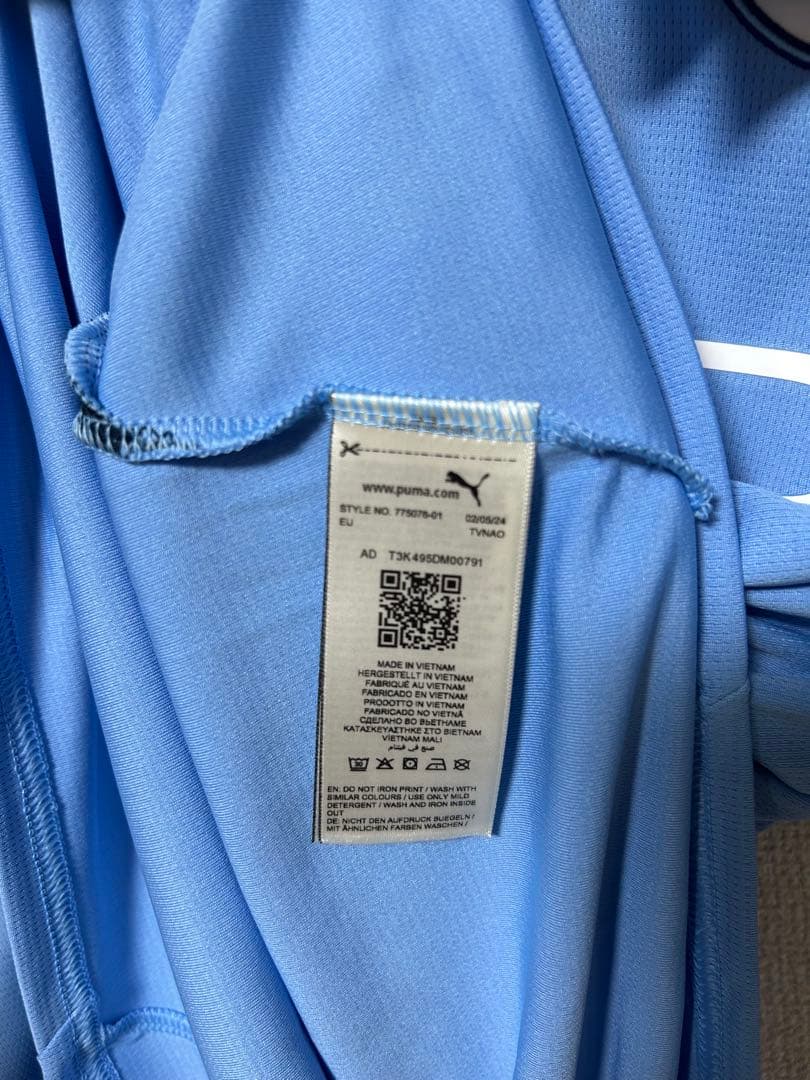 www.puma.com
STYLE NO. 775078-01 02/05/24
EU TVNAO
AD T3K495DM00791
MADE IN VIETNAM
HERGESTELLT IN VIETNAM
FABRIQUÉ AU VIETNAM
FABRICADO EN VIETNAM
PRODOTTO IN VIETNAM
FABRICADO NO VIETNÃ
СДЕЛАНО ВО ВЬЕТНАМЕ
ΚΑΤΑΣΚΕΥΑΣΤΗΚΕ ΣΤΟ ΒΙΕΤΝΑΜ
VİETNAM MALI
صنع في فيتنام
EN: DO NOT IRON PRINT / WASH WITH
SIMILAR COLOURS / USE ONLY MILD
DETERGENT / WASH AND IRON INSIDE
OUT
DE: NICHT DEN AUFDRUCK BUEGELN /
MIT ÄHNLICHEN FARBEN WASCHEN /